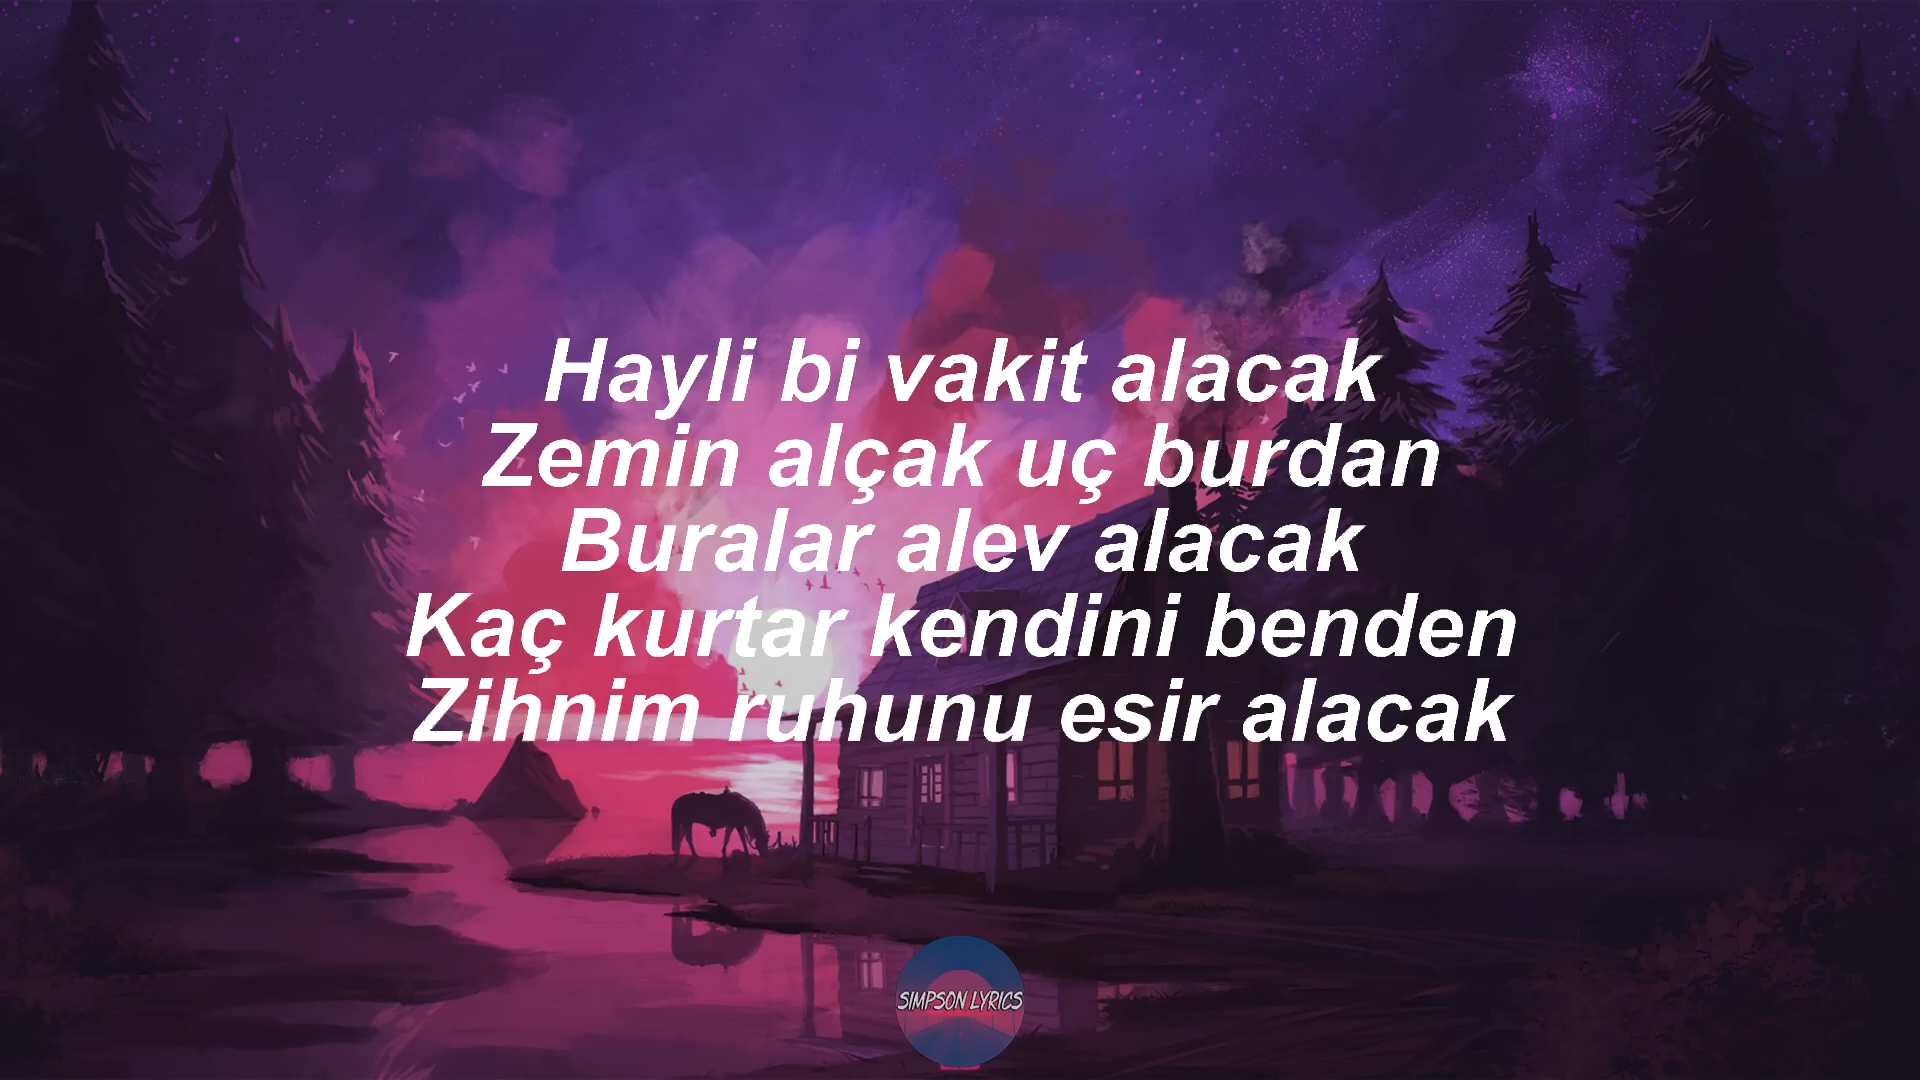 Hayli bi vakit alacak
Zemin alçak uç burdan
Buralar alev alacak
Kaç kurtar kendini benden
Zihnim ruhunu esir alacak
SIMPSON LYRICS